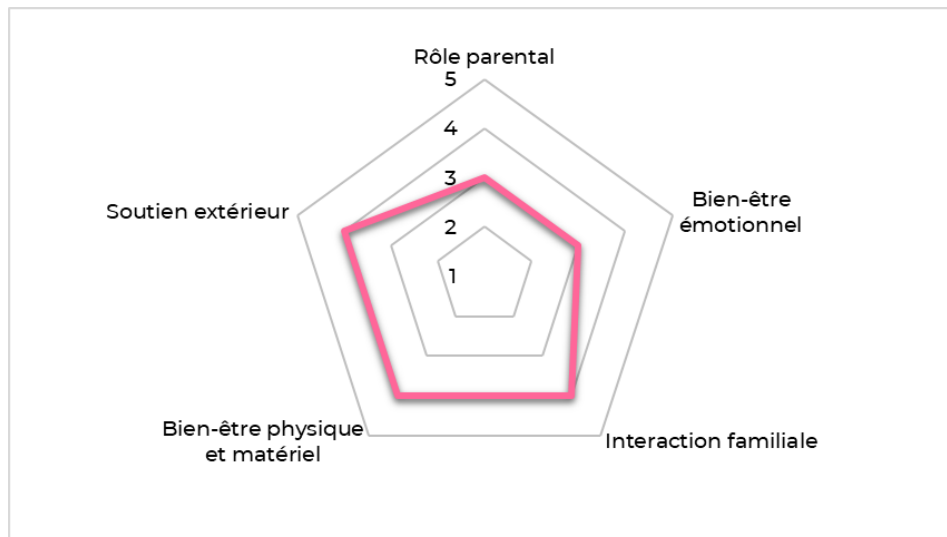 Rôle parental
5
4
3
2
1
Bien-être
émotionnel
Interaction familiale
Bien-être physique
et matériel
Soutien extérieur